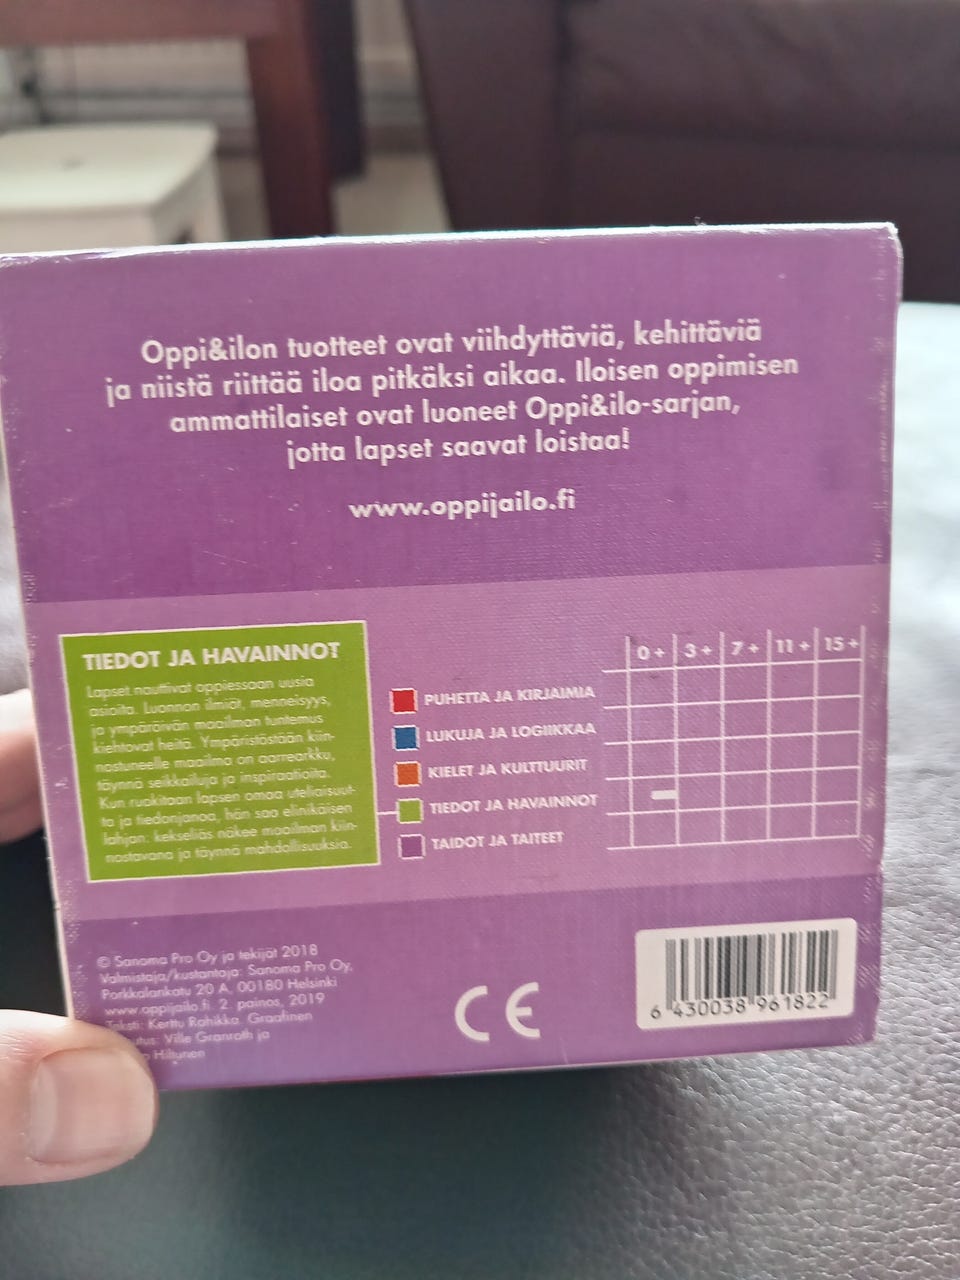 Oppi&ilon tuotteet ovat viihdyttäviä, kehittäviä
ja niistä riittää iloa pitkäksi aikaa. Iloisen oppimisen
ammattilaiset ovat luoneet Oppi&ilo-sarjan,
jotta lapset saavat loistaa!
www.oppijailo.fi
TIEDOT JA HAVAINNOT
Lapset nauttivat oppiessaan uusia
asioita. Luonnon ilmiöt, menneisyys,
ja ympäröivän maailman tuntemus
kiehtovat heitä. Ympäristöstään kiin-
nostuneelle maailma on aarrearkku,
täynnä seikkailuja ja inspiraatioita.
Kun ruokitaan lapsen omaa uteliaisuut-
ta ja tiedonjanoa, hän saa elinikäisen
lahjan: kekseliäs näkee maailman kiin-
nostavana ja täynnä mahdollisuuksia.
0+ 3+ 7+ 11+ 15+
PUHETTA JA KIRJAIMIA
LUKUJA JA LOGIIKKAA
KIELET JA KULTTUURIT
TIEDOT JA HAVAINNOT
TAIDOT JA TAITEET
© Sanoma Pro Oy ja tekijät 2018
Valmistaja/kustantaja: Sanoma Pro Oy,
Porkkalankatu 20 A, 00180 Helsinki
www.oppijailo.fi. 2. painos, 2019
Teksti: Kerttu Rahikka. Graafinen
Ville Granroth ja
Hiltunen
CE
6 430038 961822